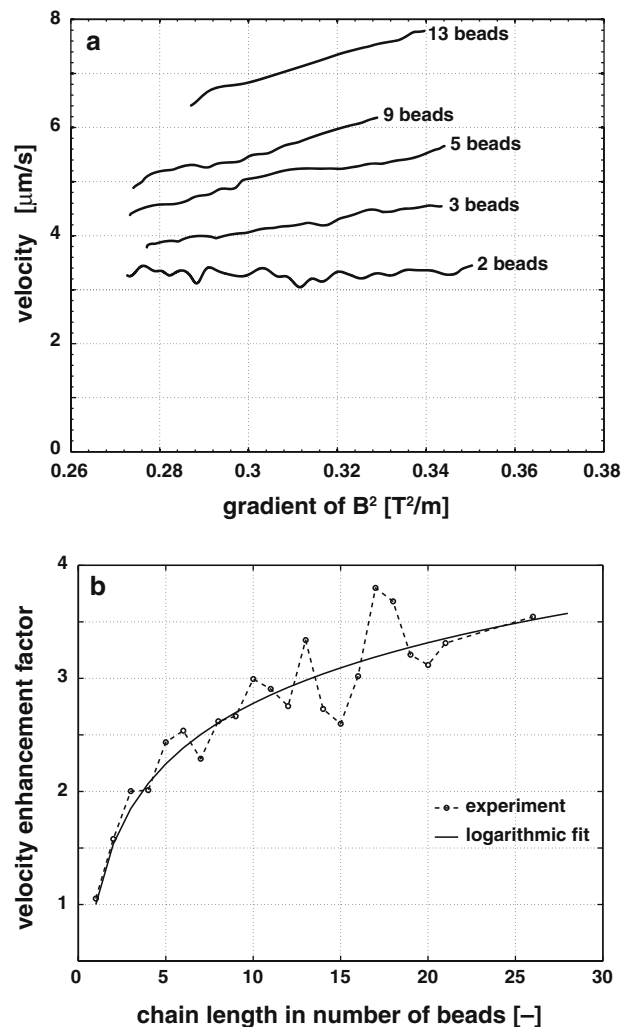 a
8
6
4
2
0
velocity [μm/s]
13 beads
9 beads
5 beads
3 beads
2 beads
0.26 0.28 0.3 0.32 0.34 0.36 0.38
gradient of B² [T²/m]
b
4
3
2
1
velocity enhancement factor
experiment
logarithmic fit
0 5 10 15 20 25 30
chain length in number of beads [–]